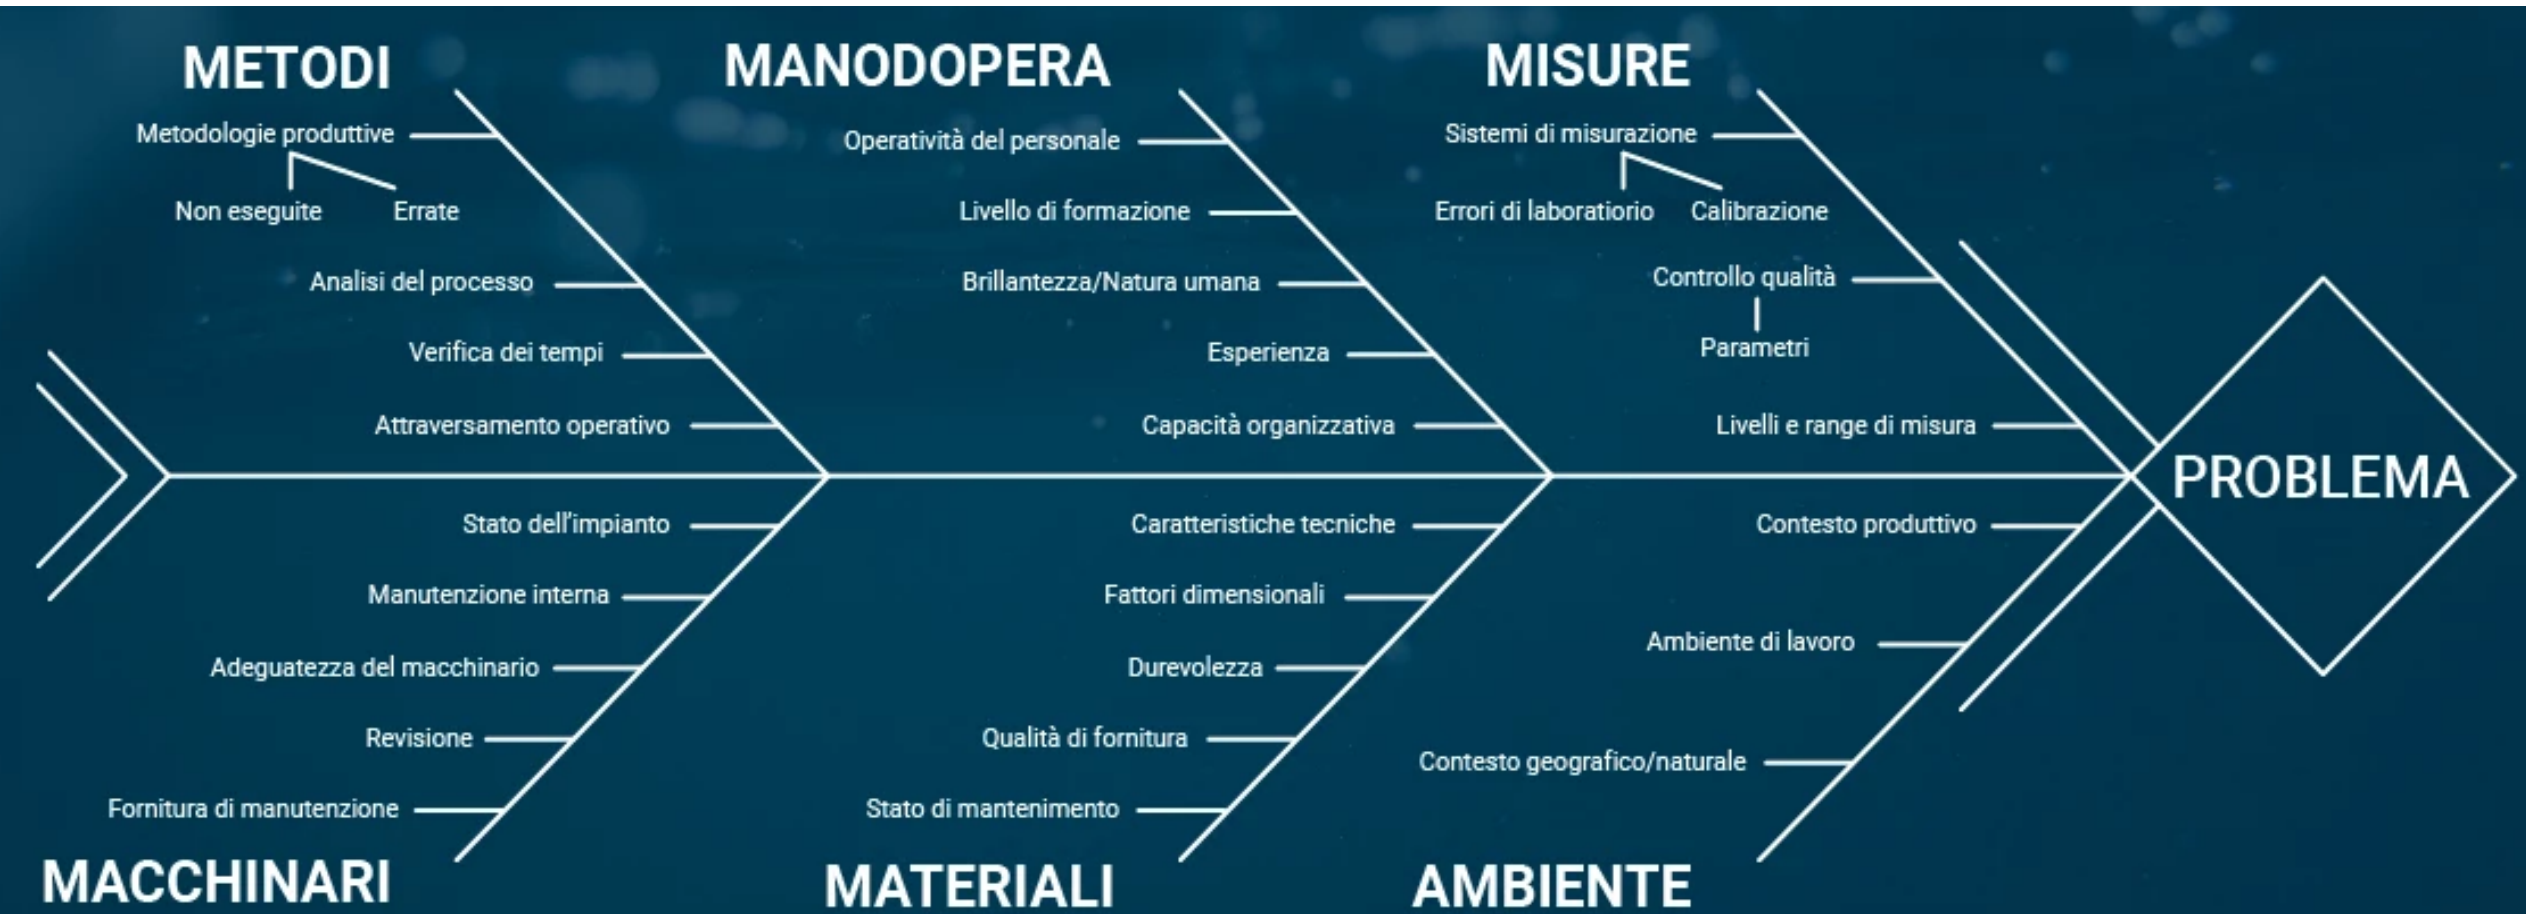 METODI
Metodologie produttive
Non eseguite
Errate
Analisi del processo
Verifica dei tempi
Attraversamento operativo
MANODOPERA
Operatività del personale
Livello di formazione
Brillantezza/Natura umana
Esperienza
Capacità organizzativa
MISURE
Sistemi di misurazione
Errori di laboratiorio
Calibrazione
Controllo qualità
Parametri
Livelli e range di misura
PROBLEMA
Stato dell'impianto
Manutenzione interna
Adeguatezza del macchinario
Revisione
Fornitura di manutenzione
MACCHINARI
Caratteristiche tecniche
Fattori dimensionali
Durevolezza
Qualità di fornitura
Stato di mantenimento
MATERIALI
Contesto produttivo
Ambiente di lavoro
Contesto geografico/naturale
AMBIENTE